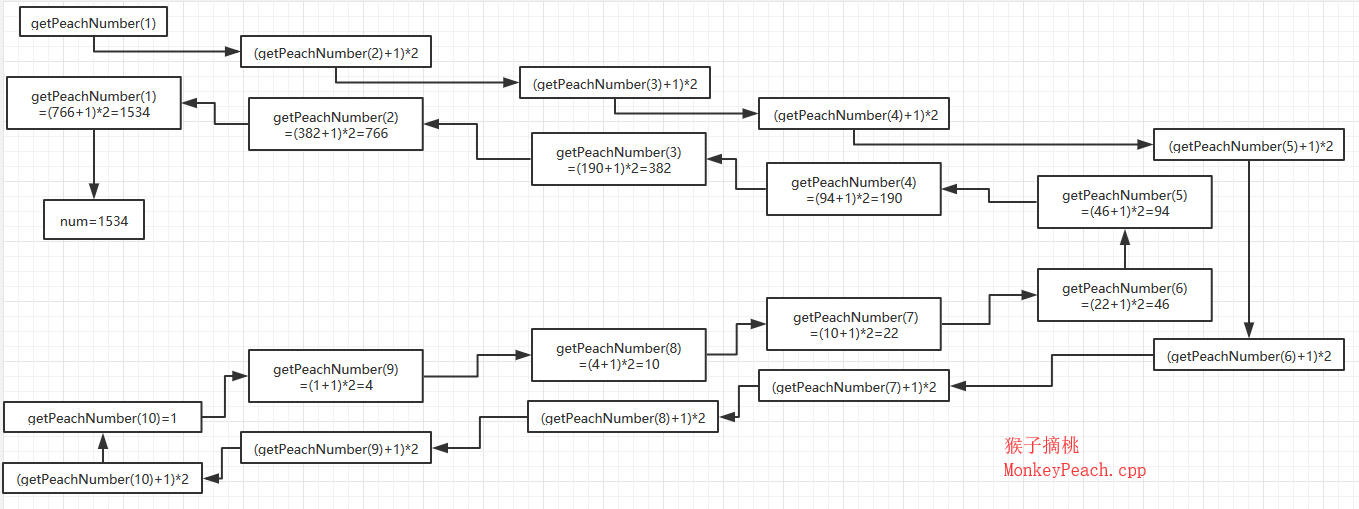 getPeachNumber(1)
(getPeachNumber(2)+1)*2
(getPeachNumber(3)+1)*2
(getPeachNumber(4)+1)*2
(getPeachNumber(5)+1)*2
getPeachNumber(1)
=(766+1)*2=1534
getPeachNumber(2)
=(382+1)*2=766
getPeachNumber(3)
=(190+1)*2=382
getPeachNumber(4)
=(94+1)*2=190
getPeachNumber(5)
=(46+1)*2=94
num=1534
getPeachNumber(6)
=(22+1)*2=46
getPeachNumber(7)
=(10+1)*2=22
getPeachNumber(8)
=(4+1)*2=10
getPeachNumber(9)
=(1+1)*2=4
(getPeachNumber(6)+1)*2
(getPeachNumber(7)+1)*2
(getPeachNumber(8)+1)*2
getPeachNumber(10)=1
(getPeachNumber(9)+1)*2
(getPeachNumber(10)+1)*2
猴子摘桃
MonkeyPeach.cpp